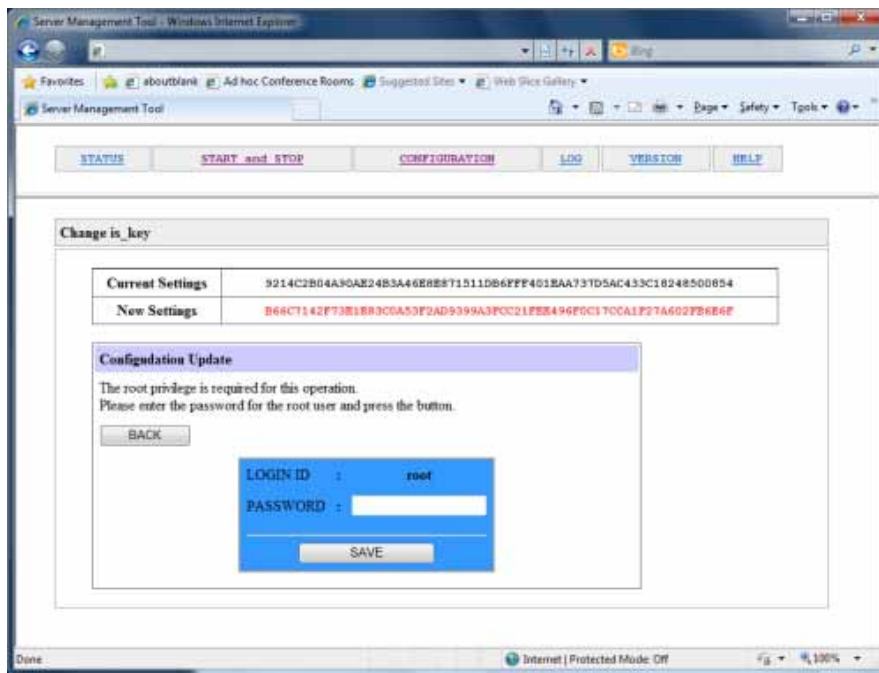 Server Management Tool - Windows Internet Explorer
Bing
Favorites aboutblank Ad hoc Conference Rooms Suggested Sites Web Slice Gallery
Server Management Tool Page Safety Tools
STATUS START and STOP CONFIGURATION LOG VERSION HELP
Change is_key
Current Settings
New Settings
Configudation Update
The root privilege is required for this operation.
Please enter the password for the root user and press the button.
BACK
LOGIN ID : root
PASSWORD :
SAVE
Done Internet | Protected Mode: Off 100%